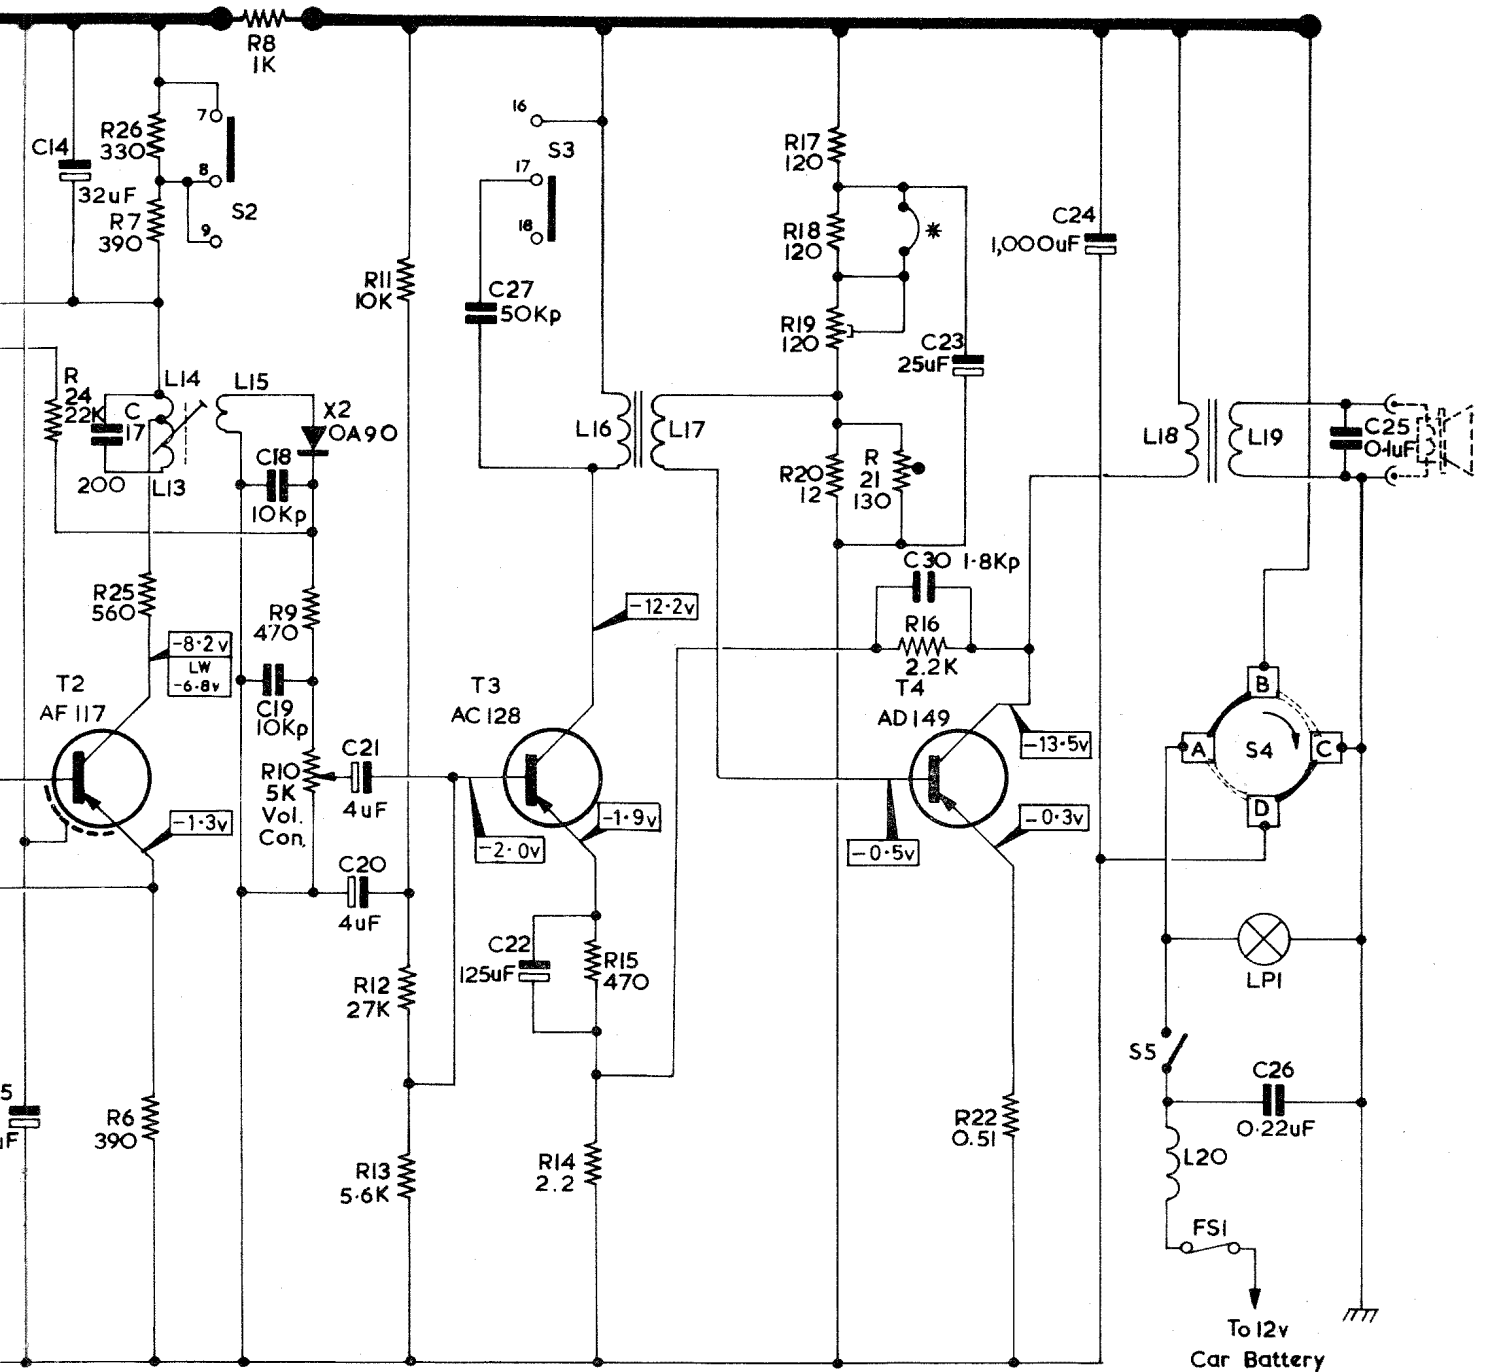 R8
1K
7
8
9
S2
R26
330
C14
32uF
R7
390
16
S3
17
18
R17
120
R18
120
*
C24
1,000uF
R11
10K
C27
50Kp
R19
120
C23
25uF
R
24
22K
C
17
200
L14
L13
L15
X2
OA90
C18
10Kp
L16
L17
R20
12
R
21
130
L18
L19
C25
0·1uF
C30 1·8Kp
R25
560
R9
470
-12·2v
R16
2.2K
-8·2v
LW
-6·8v
T2
AF117
C19
10Kp
T3
AC128
T4
AD149
-13·5v
B
A
S4
C
D
R10
5K
Vol.
Con.
C21
4uF
-1·3v
-1·9v
-2·0v
-0·3v
-0·5v
C20
4uF
C22
125uF
R15
470
R12
27K
LP1
S5
C26
0·22uF
5
uF
R6
390
R22
0.51
R13
5·6K
R14
2.2
L20
FS1
To 12v
Car Battery